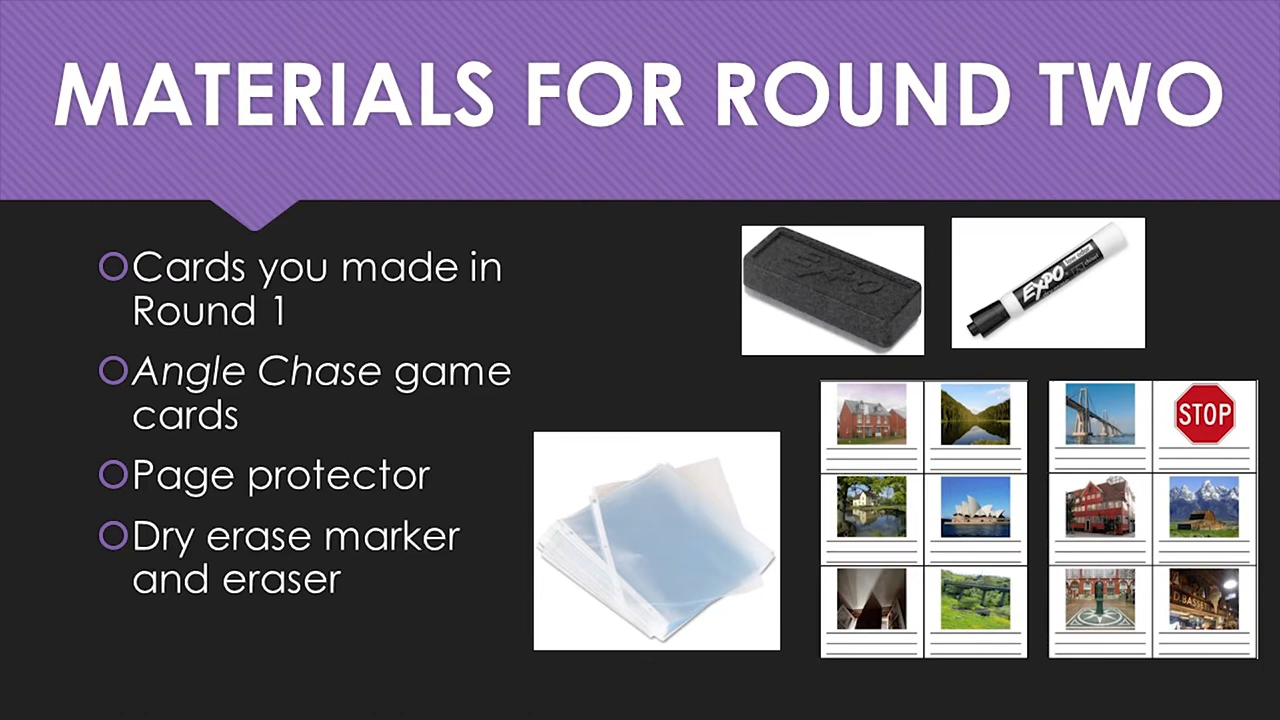 MATERIALS FOR ROUND TWO
Cards you made in
Round 1
Angle Chase game
cards
Page protector
Dry erase marker
and eraser
EXPO
EXPO
STOP